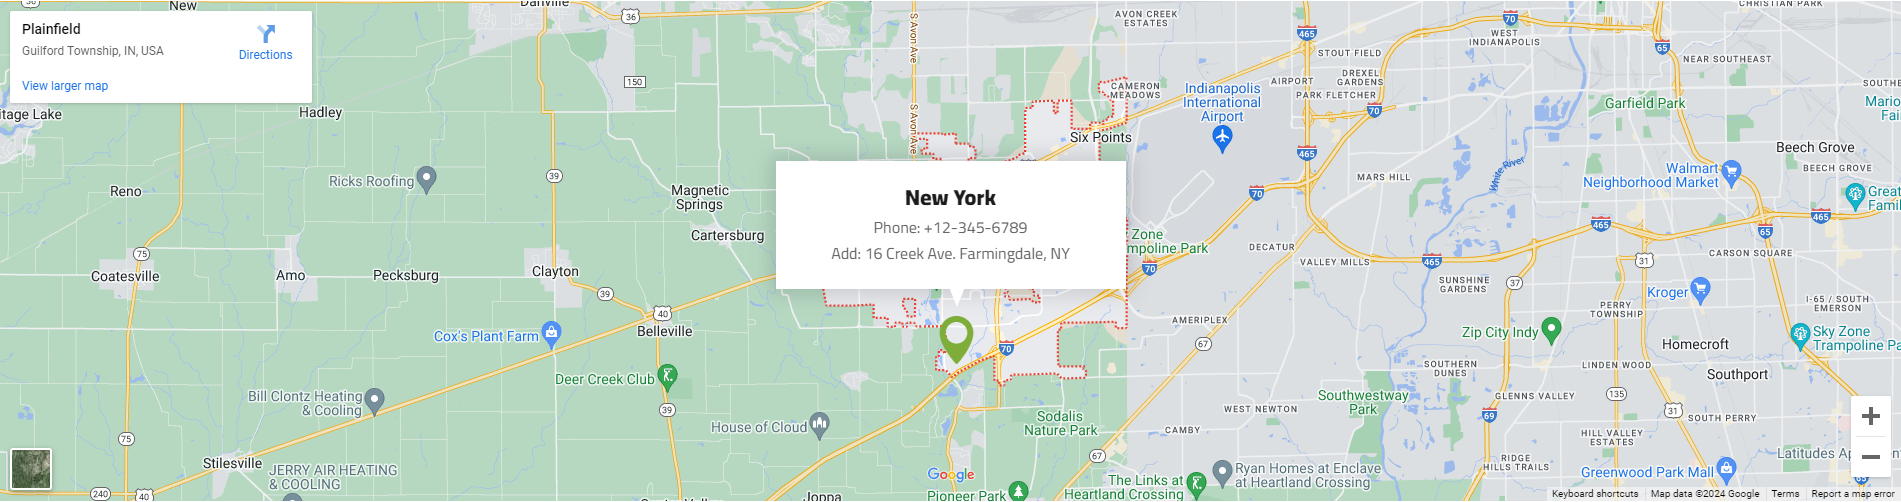 Plainfield
Guilford Township, IN, USA
Directions
View larger map
New
Danville
36
AVON CREEK
ESTATES
S Avon Ave
S Avon Ave
465
70
WEST
INDIANAPOLIS
CHRISTIAN PARK
STOUT FIELD
65
NEAR SOUTHEAST
150
CAMERON
MEADOWS
Indianapolis
International
Airport
AIRPORT
DREXEL
GARDENS
PARK FLETCHER
70
Garfield Park
Hadley
itage Lake
Six Points
465
Beech Grove
BEECH GROVE
White River
Walmart
Neighborhood Market
MARS HILL
39
Ricks Roofing
Reno
Magnetic
Springs
70
Great
465
465
Cartersburg
New York
Phone: +12-345-6789
Add: 16 Creek Ave. Farmingdale, NY
Zone
mpoline Park
DECATUR
VALLEY MILLS
465
70
31
CARSON SQUARE
75
Coatesville
Amo
Pecksburg
Clayton
39
SUNSHINE
GARDENS
37
Kroger
I-65 / SOUTH
EMERSON
PERRY
TOWNSHIP
40
Belleville
Cox's Plant Farm
AMERIPLEX
67
Zip City Indy
Homecroft
Sky Zone
Trampoline Pa
70
Deer Creek Club
39
SOUTHERN
DUNES
LINDEN WOOD
Southport
Bill Clontz Heating
& Cooling
House of Cloud
Sodalis
Nature Park
WEST NEWTON
Southwestway
Park
GLENNS VALLEY
69
135
31
SOUTH PERRY
CAMBY
HILL VALLEY
ESTATES
75
Stilesville
JERRY AIR HEATING
& COOLING
67
RIDGE
HILLS TRAILS
Greenwood Park Mall
Ryan Homes at Enclave
at Heartland Crossing
The Links at
Heartland Crossing
Google
Pioneer Park
Joppa
240
40
Keyboard shortcuts
Map data ©2024 Google
Terms
Report a map error